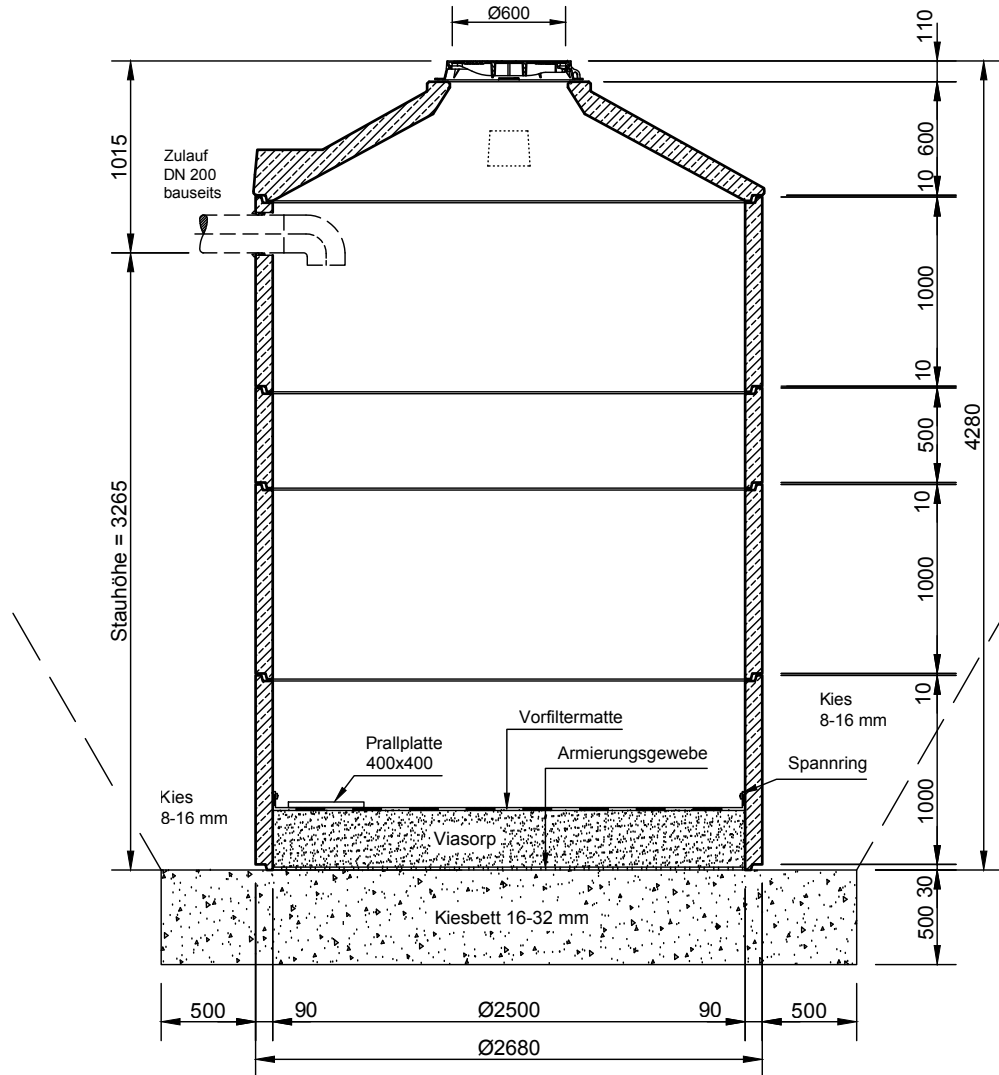 Ø600
110
1015
Zulauf
DN 200
bauseits
600
10
1000
10
500
4280
10
Stauhöhe = 3265
1000
10
Kies
8-16 mm
Vorfiltermatte
Prallplatte
400x400
Armierungsgewebe
Spannring
Kies
8-16 mm
1000
Viasorp
30
Kiesbett 16-32 mm
500
500
90
Ø2500
90
500
Ø2680